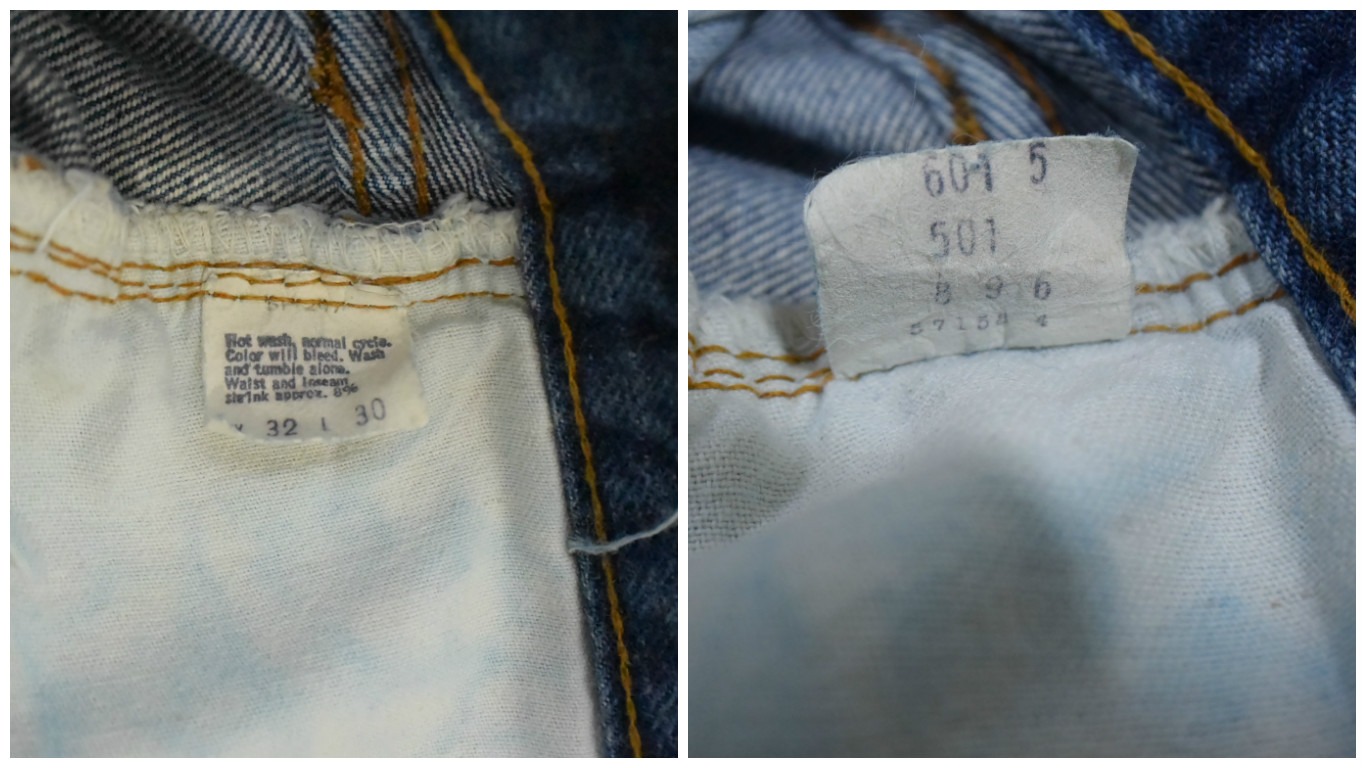 Hot wash, normal cycle.
Color will bleed. Wash
and tumble alone.
Waist and Inseam
shrink approx. 8%
32 L 30
601 5
501
8 9 6